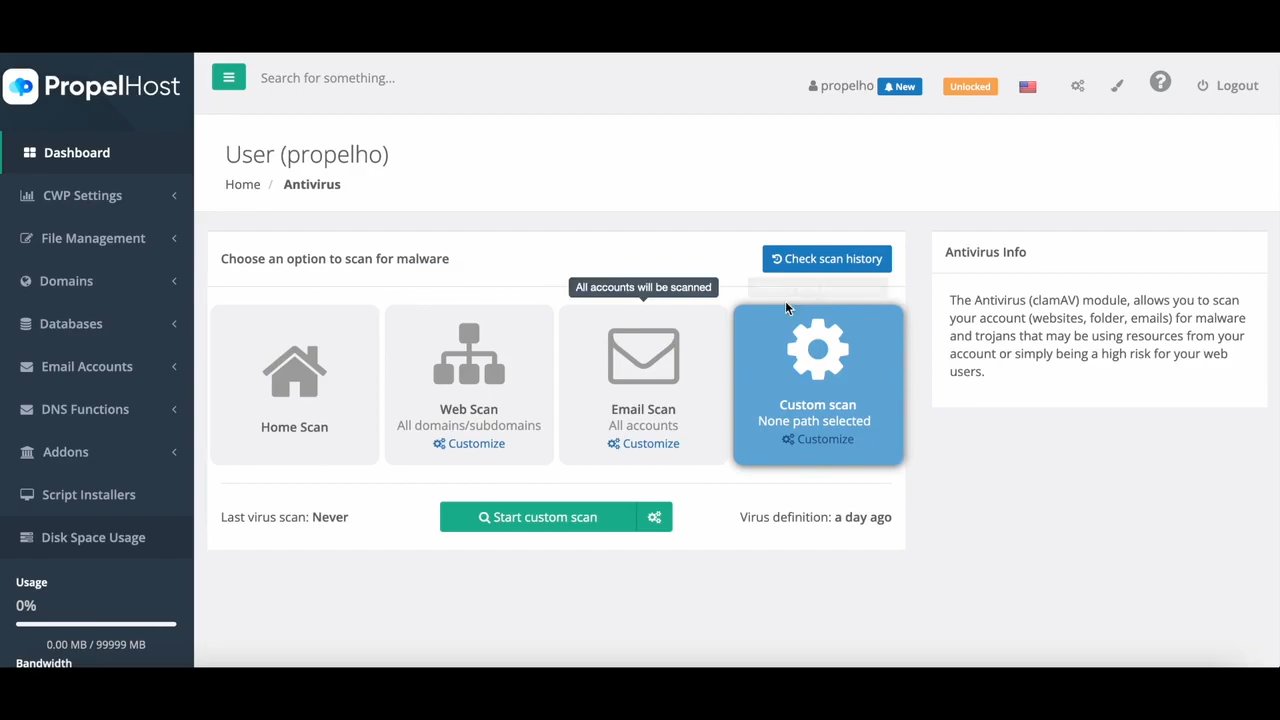 PropelHost
Search for something...
propelho
New
Unlocked
?
Logout
Dashboard
CWP Settings
File Management
Domains
Databases
Email Accounts
DNS Functions
Addons
Script Installers
Disk Space Usage
Usage
0%
0.00 MB / 99999 MB
Bandwidth
User (propelho)
Home / Antivirus
Choose an option to scan for malware
Check scan history
All accounts will be scanned
Home Scan
Web Scan
All domains/subdomains
Customize
Email Scan
All accounts
Customize
Custom scan
None path selected
Customize
Last virus scan: Never
Start custom scan
Virus definition: a day ago
Antivirus Info
The Antivirus (clamAV) module, allows you to scan
your account (websites, folder, emails) for malware
and trojans that may be using resources from your
account or simply being a high risk for your web
users.